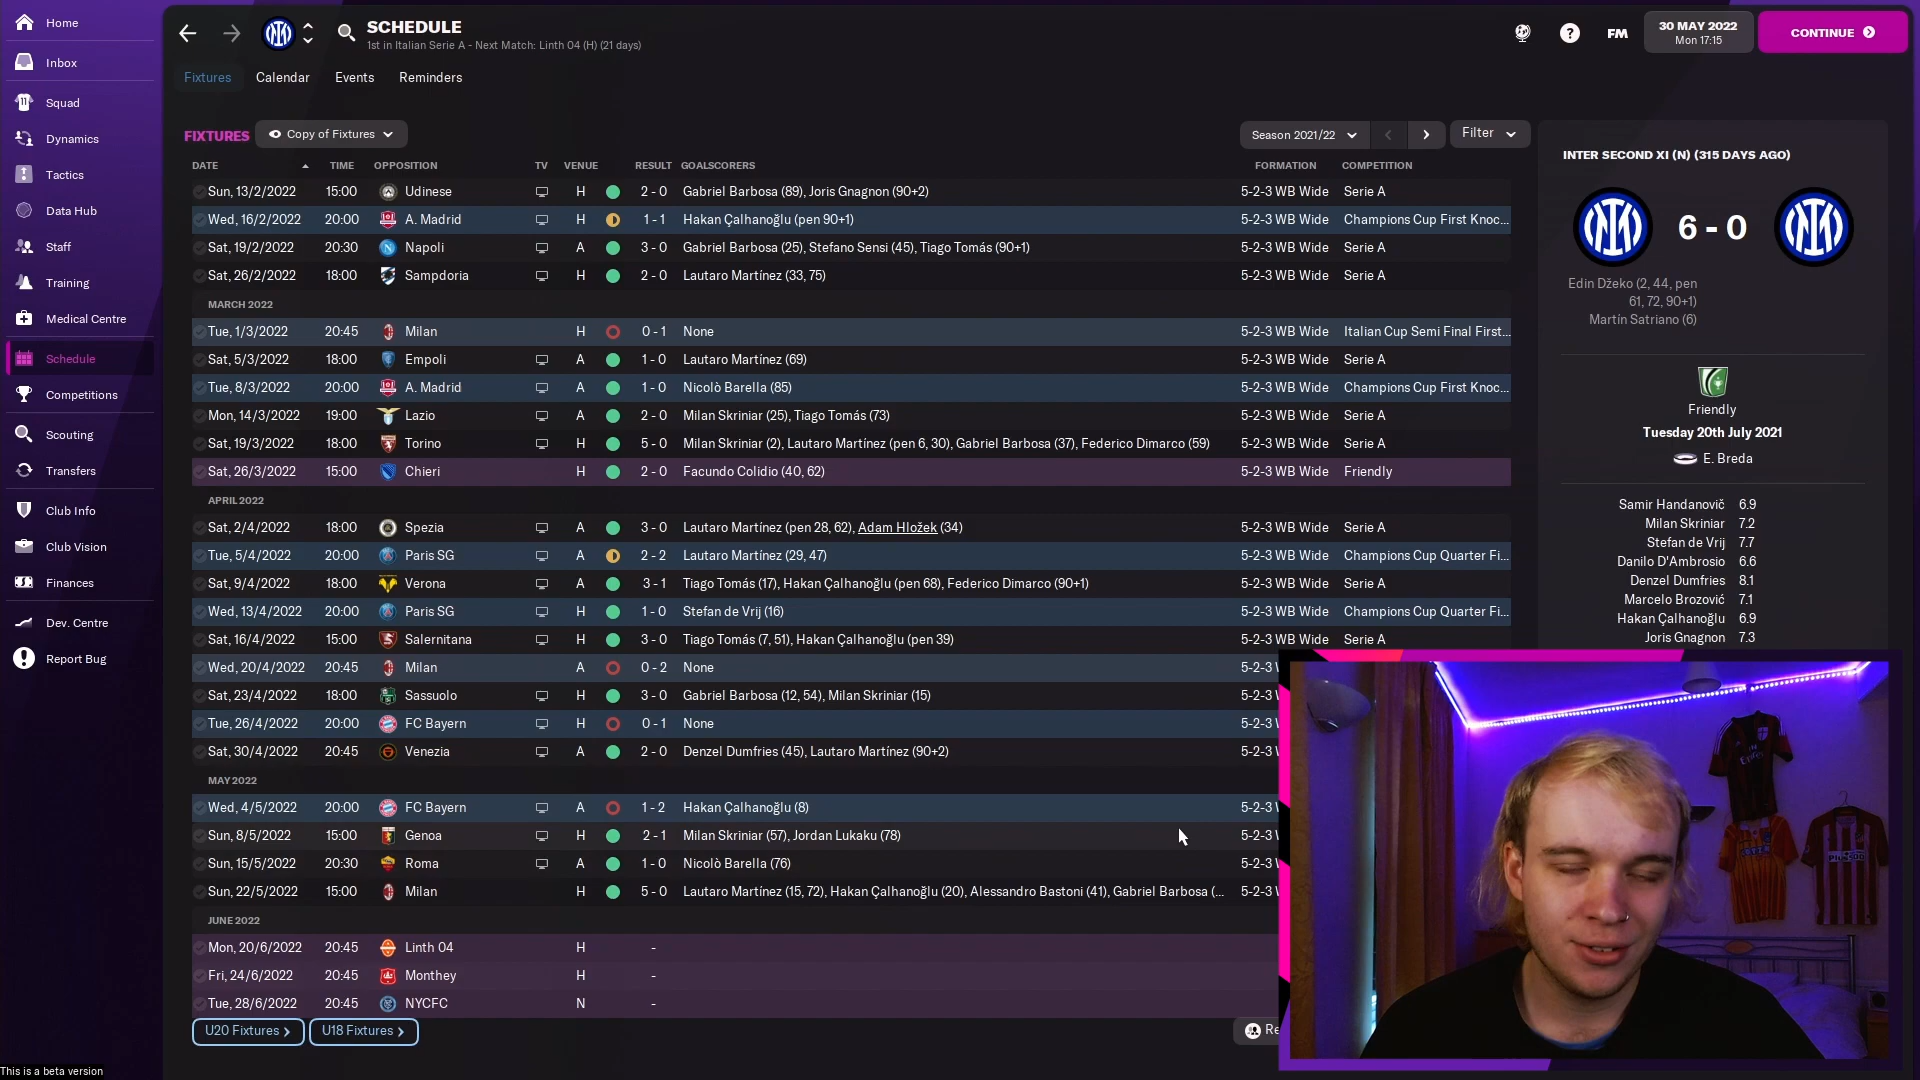 Home
Inbox
Squad
Dynamics
Tactics
Data Hub
Staff
Training
Medical Centre
Schedule
Competitions
Scouting
Transfers
Club Info
Club Vision
Finances
Dev. Centre
Report Bug
This is a beta version
SCHEDULE
1st in Italian Serie A - Next Match: Linth 04 (H) (21 days)
FM
30 MAY 2022
Mon 17:15
CONTINUE
Fixtures Calendar Events Reminders
FIXTURES Copy of Fixtures Season 2021/22 Filter
DATE TIME OPPOSITION TV VENUE RESULT GOALSCORERS FORMATION COMPETITION
Sun, 13/2/2022 15:00 Udinese H 2 - 0 Gabriel Barbosa (89), Joris Gnagnon (90+2) 5-2-3 WB Wide Serie A
Wed, 16/2/2022 20:00 A. Madrid H 1 - 1 Hakan Çalhanoğlu (pen 90+1) 5-2-3 WB Wide Champions Cup First Knoc...
Sat, 19/2/2022 20:30 Napoli A 3 - 0 Gabriel Barbosa (25), Stefano Sensi (45), Tiago Tomás (90+1) 5-2-3 WB Wide Serie A
Sat, 26/2/2022 18:00 Sampdoria H 2 - 0 Lautaro Martínez (33, 75) 5-2-3 WB Wide Serie A
MARCH 2022
Tue, 1/3/2022 20:45 Milan H 0 - 1 None 5-2-3 WB Wide Italian Cup Semi Final First...
Sat, 5/3/2022 18:00 Empoli A 1 - 0 Lautaro Martínez (69) 5-2-3 WB Wide Serie A
Tue, 8/3/2022 20:00 A. Madrid A 1 - 0 Nicolò Barella (85) 5-2-3 WB Wide Champions Cup First Knoc...
Mon, 14/3/2022 19:00 Lazio A 2 - 0 Milan Skriniar (25), Tiago Tomás (73) 5-2-3 WB Wide Serie A
Sat, 19/3/2022 18:00 Torino H 5 - 0 Milan Skriniar (2), Lautaro Martínez (pen 6, 30), Gabriel Barbosa (37), Federico Dimarco (59) 5-2-3 WB Wide Serie A
Sat, 26/3/2022 15:00 Chieri H 2 - 0 Facundo Colidio (40, 62) 5-2-3 WB Wide Friendly
APRIL 2022
Sat, 2/4/2022 18:00 Spezia A 3 - 0 Lautaro Martínez (pen 28, 62), Adam Hložek (34) 5-2-3 WB Wide Serie A
Tue, 5/4/2022 20:00 Paris SG A 2 - 2 Lautaro Martínez (29, 47) 5-2-3 WB Wide Champions Cup Quarter Fi...
Sat, 9/4/2022 18:00 Verona A 3 - 1 Tiago Tomás (17), Hakan Çalhanoğlu (pen 68), Federico Dimarco (90+1) 5-2-3 WB Wide Serie A
Wed, 13/4/2022 20:00 Paris SG H 1 - 0 Stefan de Vrij (16) 5-2-3 WB Wide Champions Cup Quarter Fi...
Sat, 16/4/2022 15:00 Salernitana H 3 - 0 Tiago Tomás (7, 51), Hakan Çalhanoğlu (pen 39) 5-2-3 WB Wide Serie A
Wed, 20/4/2022 20:45 Milan A 0 - 2 None 5-2-3
Sat, 23/4/2022 18:00 Sassuolo H 3 - 0 Gabriel Barbosa (12, 54), Milan Skriniar (15) 5-2-3
Tue, 26/4/2022 20:00 FC Bayern H 0 - 1 None 5-2-3
Sat, 30/4/2022 20:45 Venezia A 2 - 0 Denzel Dumfries (45), Lautaro Martínez (90+2) 5-2-3
MAY 2022
Wed, 4/5/2022 20:00 FC Bayern A 1 - 2 Hakan Çalhanoğlu (8) 5-2-3
Sun, 8/5/2022 15:00 Genoa H 2 - 1 Milan Skriniar (57), Jordan Lukaku (78) 5-2-3
Sun, 15/5/2022 20:30 Roma A 1 - 0 Nicolò Barella (76) 5-2-3
Sun, 22/5/2022 15:00 Milan H 5 - 0 Lautaro Martínez (15, 72), Hakan Çalhanoğlu (20), Alessandro Bastoni (41), Gabriel Barbosa (... 5-2-3
JUNE 2022
Mon, 20/6/2022 20:45 Linth 04 H -
Fri, 24/6/2022 20:45 Monthey H -
Tue, 28/6/2022 20:45 NYCFC N -
U20 Fixtures U18 Fixtures Re
INTER SECOND XI (N) (315 DAYS AGO)
6 - 0
Edin Džeko (2, 44, pen
61, 72, 90+1)
Martín Satriano (6)
Friendly
Tuesday 20th July 2021
E. Breda
Samir Handanovič 6.9
Milan Skriniar 7.2
Stefan de Vrij 7.7
Danilo D'Ambrosio 6.6
Denzel Dumfries 8.1
Marcelo Brozović 7.1
Hakan Çalhanoğlu 6.9
Joris Gnagnon 7.3